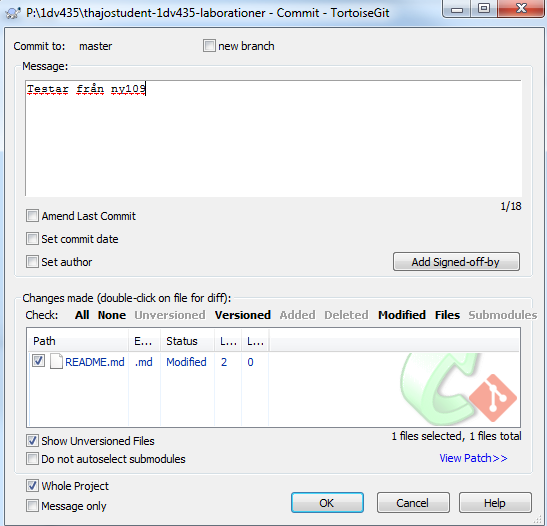 P:\1dv435\thajostudent-1dv435-laborationer - Commit - TortoiseGit
Commit to: master new branch
Message:
Testar från ny109
1/18
Amend Last Commit
Set commit date
Set author Add Signed-off-by
Changes made (double-click on file for diff):
Check: All None Unversioned Versioned Added Deleted Modified Files Submodules
Path E... Status L... L...
README.md .md Modified 2 0
Show Unversioned Files 1 files selected, 1 files total
Do not autoselect submodules View Patch>>
Whole Project
Message only OK Cancel Help